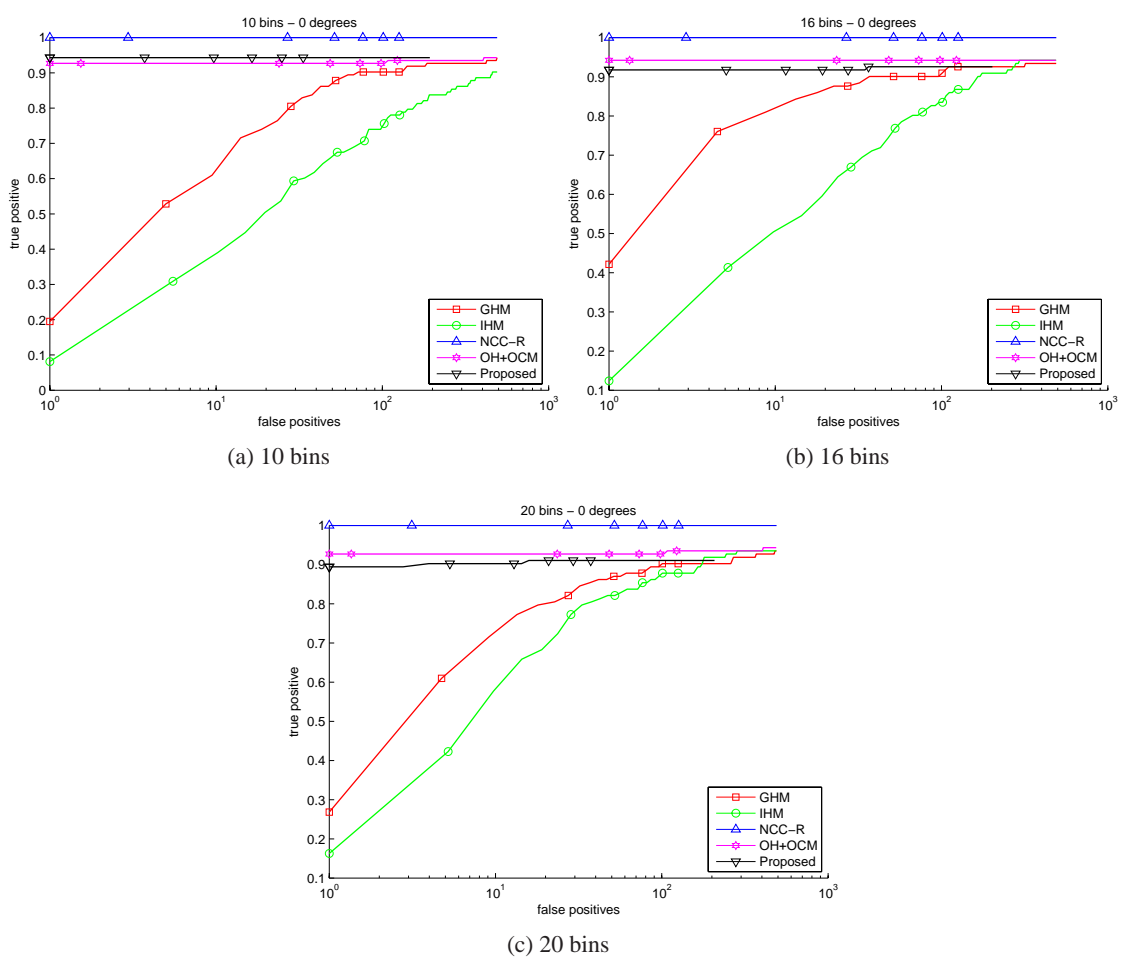 10 bins − 0 degrees
1
0.9
0.8
0.7
0.6
0.5
0.4
0.3
0.2
0.1
0
true positive
10^0
10^1
10^2
10^3
false positives
GHM
IHM
NCC−R
OH+OCM
Proposed
(a) 10 bins
16 bins − 0 degrees
1
0.9
0.8
0.7
0.6
0.5
0.4
0.3
0.2
0.1
true positive
10^0
10^1
10^2
10^3
false positives
GHM
IHM
NCC−R
OH+OCM
Proposed
(b) 16 bins
20 bins − 0 degrees
1
0.9
0.8
0.7
0.6
0.5
0.4
0.3
0.2
0.1
true positive
10^0
10^1
10^2
10^3
false positives
GHM
IHM
NCC−R
OH+OCM
Proposed
(c) 20 bins